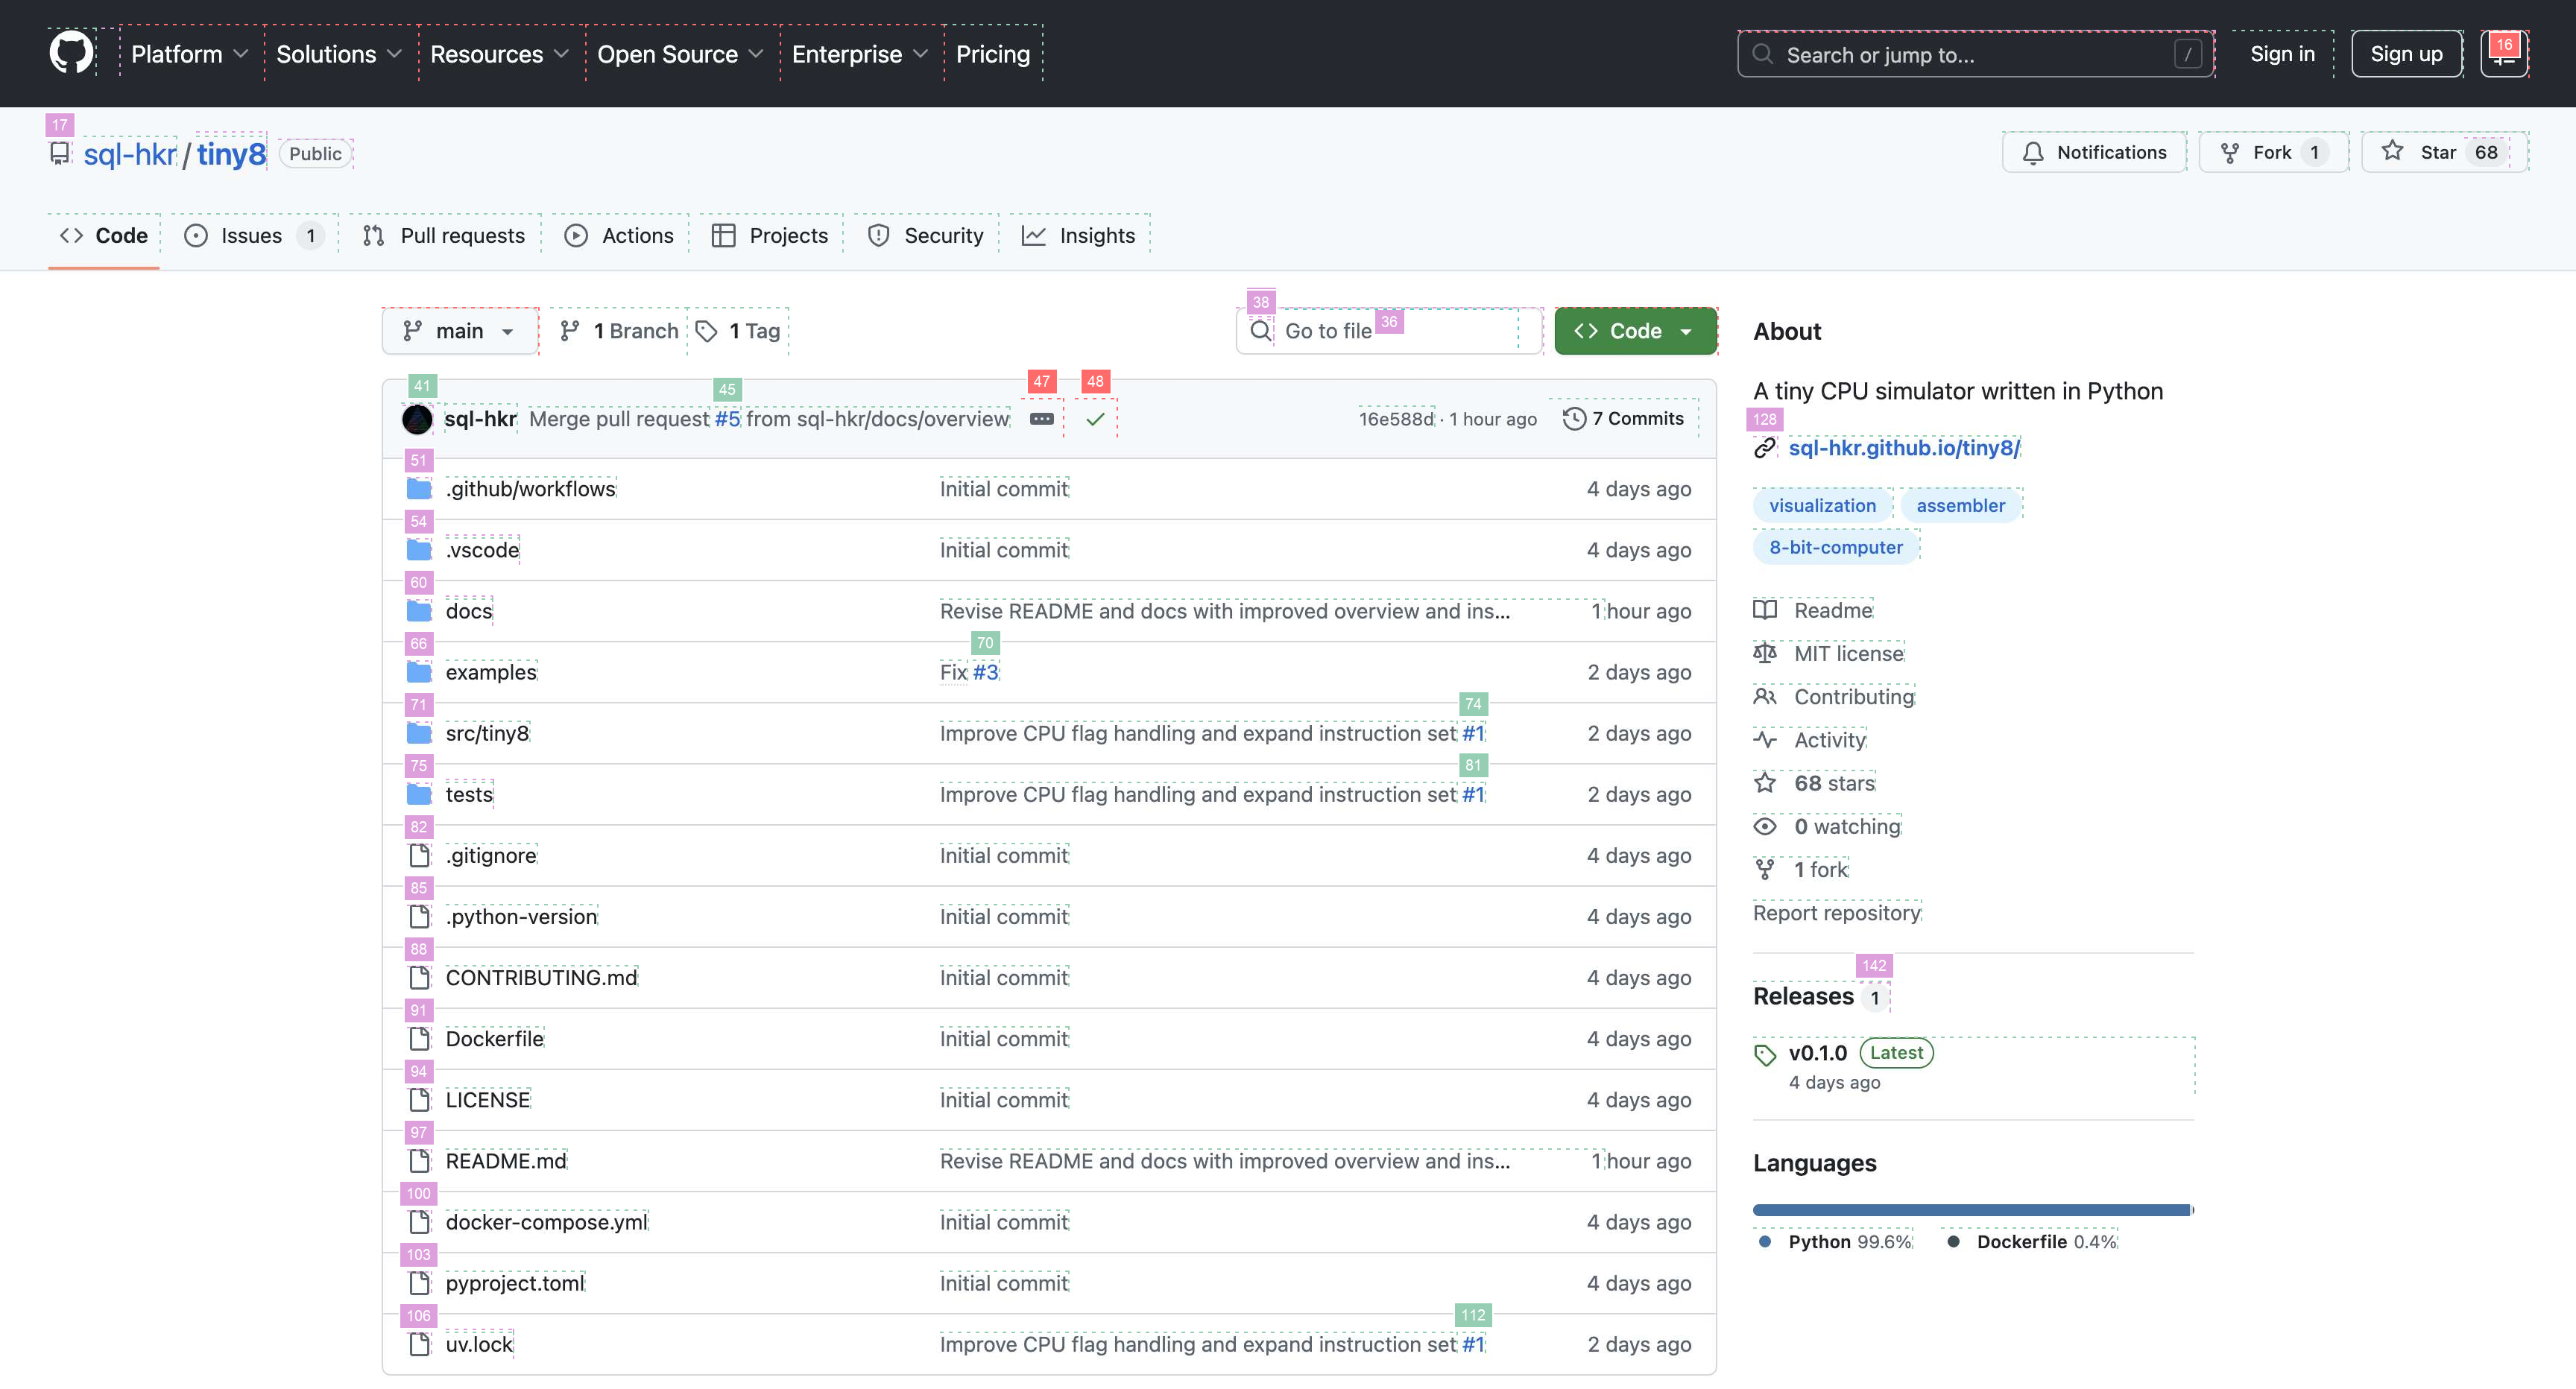 Platform Solutions Resources Open Source Enterprise Pricing Search or jump to... / Sign in Sign up 16
17
sql-hkr / tiny8 Public Notifications Fork 1 Star 68
Code Issues 1 Pull requests Actions Projects Security Insights
38
main 1 Branch 1 Tag Go to file 36 Code
41 45 47 48
sql-hkr Merge pull request #5 from sql-hkr/docs/overview 16e588d · 1 hour ago 7 Commits
51
.github/workflows Initial commit 4 days ago
54
.vscode Initial commit 4 days ago
60
docs Revise README and docs with improved overview and ins... 1 hour ago
66 70
examples Fix #3 2 days ago
71 74
src/tiny8 Improve CPU flag handling and expand instruction set #1 2 days ago
75 81
tests Improve CPU flag handling and expand instruction set #1 2 days ago
82
.gitignore Initial commit 4 days ago
85
.python-version Initial commit 4 days ago
88
CONTRIBUTING.md Initial commit 4 days ago
91
Dockerfile Initial commit 4 days ago
94
LICENSE Initial commit 4 days ago
97
README.md Revise README and docs with improved overview and ins... 1 hour ago
100
docker-compose.yml Initial commit 4 days ago
103
pyproject.toml Initial commit 4 days ago
106 112
uv.lock Improve CPU flag handling and expand instruction set #1 2 days ago
About
A tiny CPU simulator written in Python
128
sql-hkr.github.io/tiny8/
visualization assembler
8-bit-computer
Readme
MIT license
Contributing
Activity
68 stars
0 watching
1 fork
Report repository
142
Releases 1
v0.1.0 Latest
4 days ago
Languages
Python 99.6% Dockerfile 0.4%